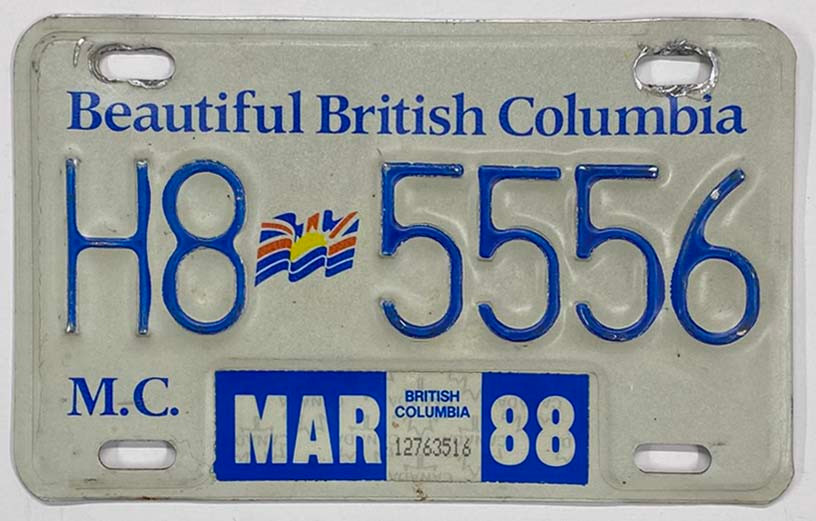 Beautiful British Columbia
H8 5556
M.C.
MAR BRITISH COLUMBIA 12763516 88